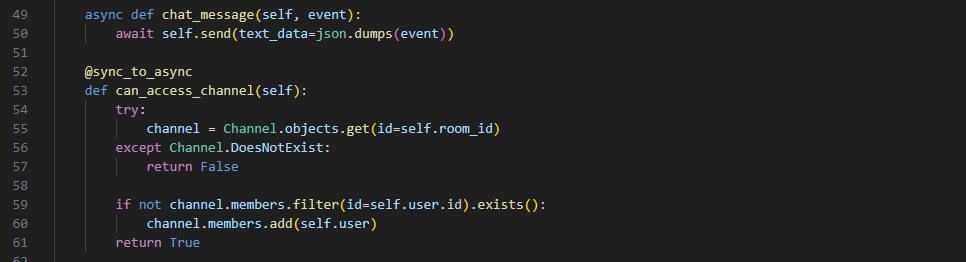 49 async def chat_message(self, event):
50 await self.send(text_data=json.dumps(event))
51
52 @sync_to_async
53 def can_access_channel(self):
54 try:
55 channel = Channel.objects.get(id=self.room_id)
56 except Channel.DoesNotExist:
57 return False
58
59 if not channel.members.filter(id=self.user.id).exists():
60 channel.members.add(self.user)
61 return True
62